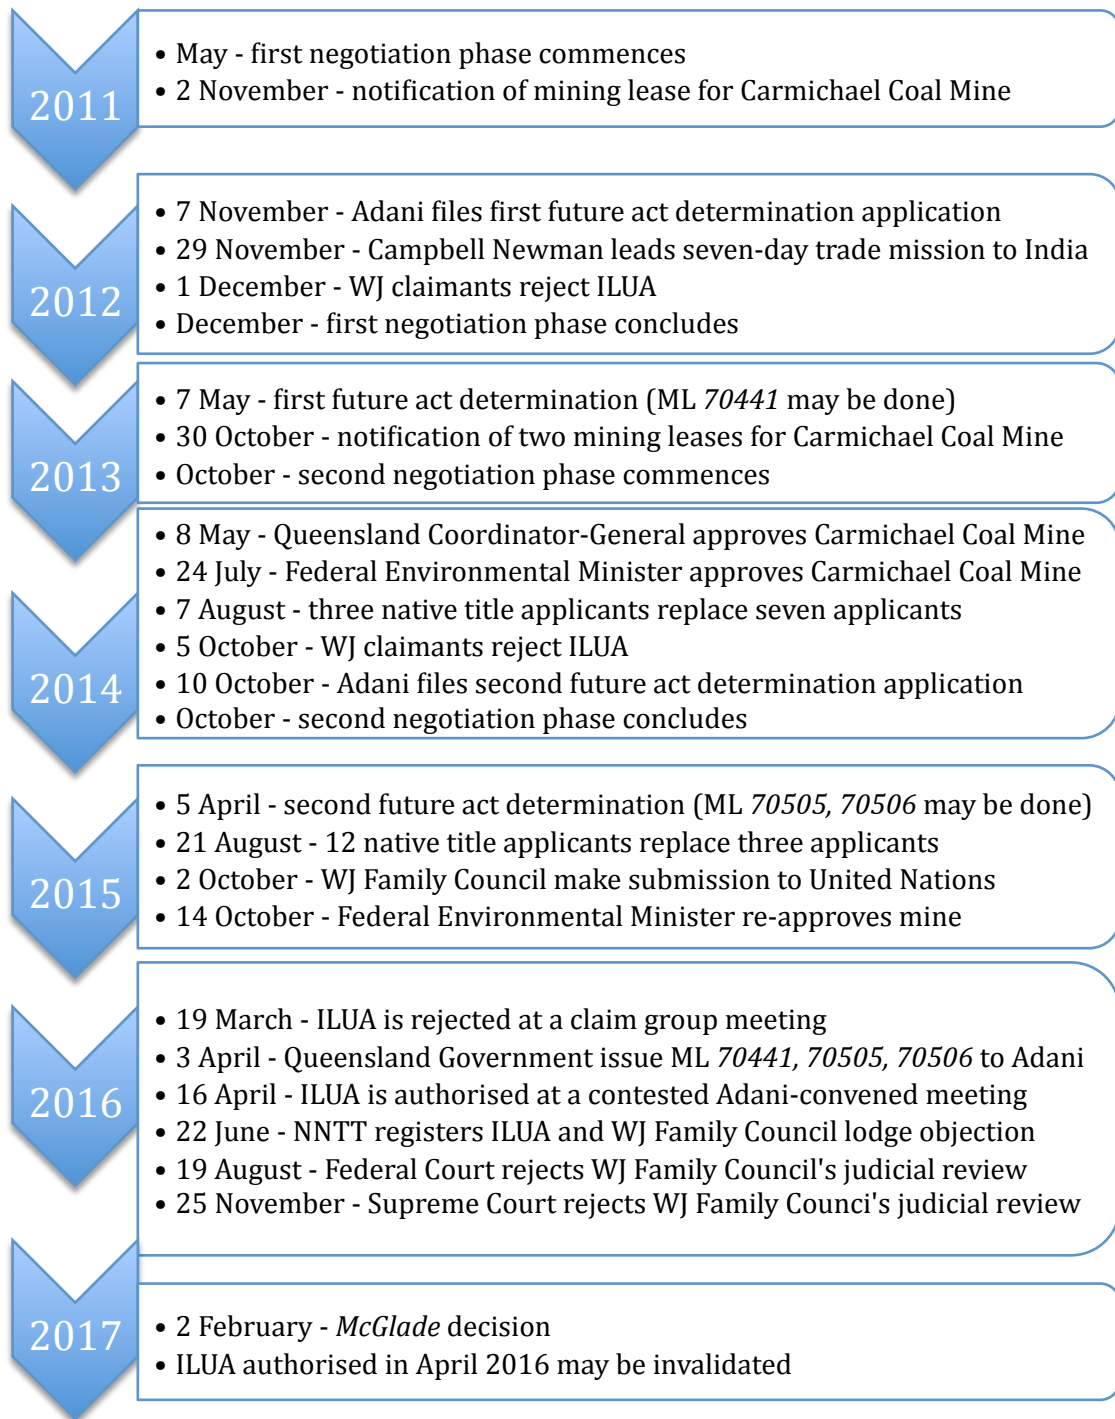 2011
• May - first negotiation phase commences
• 2 November - notification of mining lease for Carmichael Coal Mine
2012
• 7 November - Adani files first future act determination application
• 29 November - Campbell Newman leads seven-day trade mission to India
• 1 December - WJ claimants reject ILUA
• December - first negotiation phase concludes
2013
• 7 May - first future act determination (ML 70441 may be done)
• 30 October - notification of two mining leases for Carmichael Coal Mine
• October - second negotiation phase commences
2014
• 8 May - Queensland Coordinator-General approves Carmichael Coal Mine
• 24 July - Federal Environmental Minister approves Carmichael Coal Mine
• 7 August - three native title applicants replace seven applicants
• 5 October - WJ claimants reject ILUA
• 10 October - Adani files second future act determination application
• October - second negotiation phase concludes
2015
• 5 April - second future act determination (ML 70505, 70506 may be done)
• 21 August - 12 native title applicants replace three applicants
• 2 October - WJ Family Council make submission to United Nations
• 14 October - Federal Environmental Minister re-approves mine
2016
• 19 March - ILUA is rejected at a claim group meeting
• 3 April - Queensland Government issue ML 70441, 70505, 70506 to Adani
• 16 April - ILUA is authorised at a contested Adani-convened meeting
• 22 June - NNTT registers ILUA and WJ Family Council lodge objection
• 19 August - Federal Court rejects WJ Family Council's judicial review
• 25 November - Supreme Court rejects WJ Family Counci's judicial review
2017
• 2 February - McGlade decision
• ILUA authorised in April 2016 may be invalidated